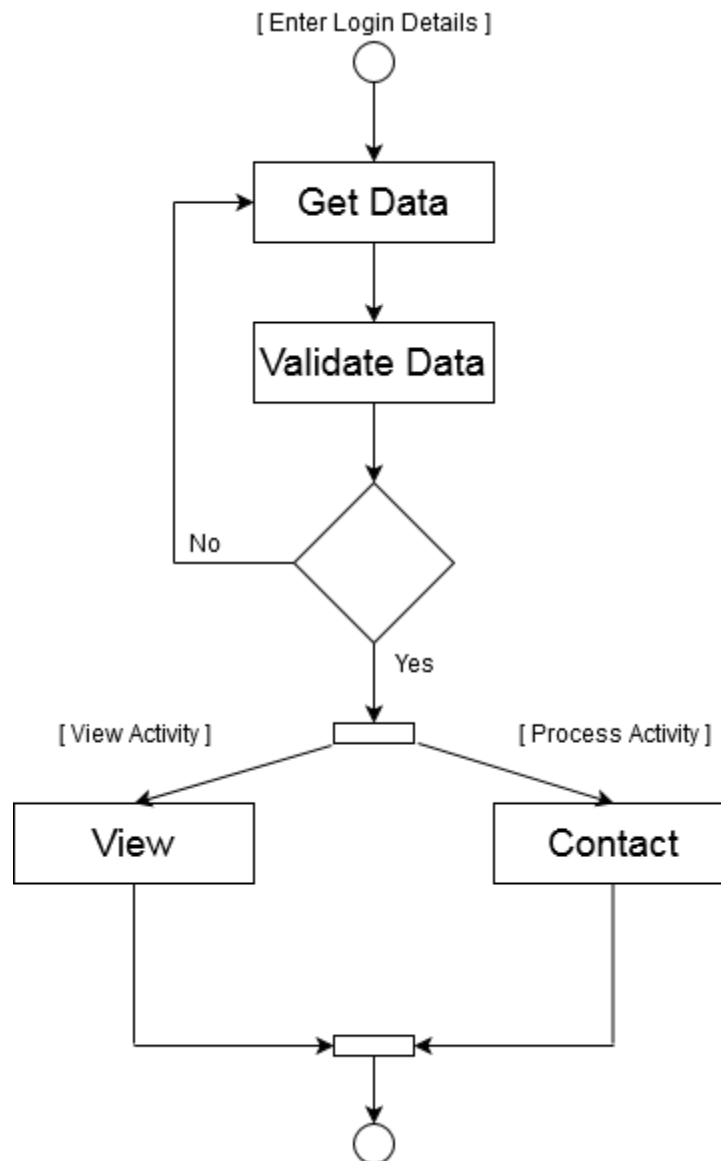 [ Enter Login Details ]
Get Data
Validate Data
No
Yes
[ View Activity ]
[ Process Activity ]
View
Contact